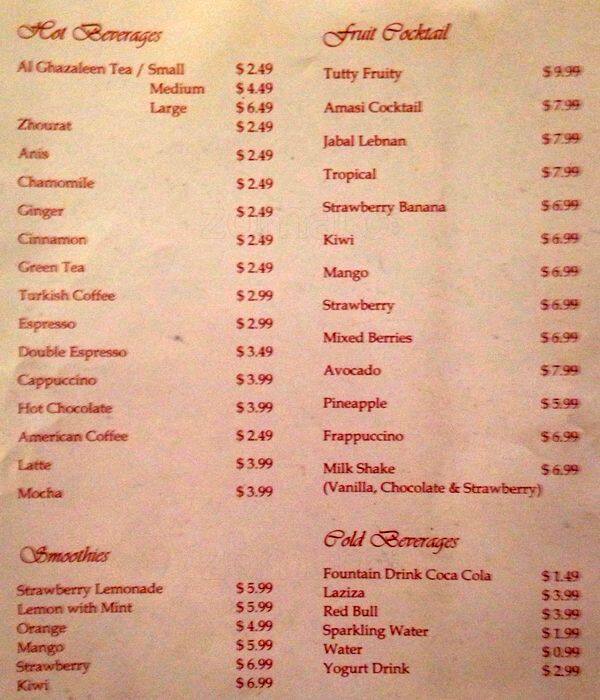 Hot Beverages
Al Ghazaleen Tea / Small $ 2.49
Medium $ 4.49
Large $ 6.49
Zhourat $ 2.49
Anis $ 2.49
Chamomile $ 2.49
Ginger $ 2.49
Cinnamon $ 2.49
Green Tea $ 2.49
Turkish Coffee $ 2.99
Espresso $ 2.99
Double Espresso $ 3.49
Cappuccino $ 3.99
Hot Chocolate $ 3.99
American Coffee $ 2.49
Latte $ 3.99
Mocha $ 3.99
Smoothies
Strawberry Lemonade $ 5.99
Lemon with Mint $ 5.99
Orange $ 4.99
Mango $ 5.99
Strawberry $ 6.99
Kiwi $ 6.99
Fruit Cocktail
Tutty Fruity $ 9.99
Amasi Cocktail $ 7.99
Jabal Lebnan $ 7.99
Tropical $ 7.99
Strawberry Banana $ 6.99
Kiwi $ 6.99
Mango $ 6.99
Strawberry $ 6.99
Mixed Berries $ 6.99
Avocado $ 7.99
Pineapple $ 5.99
Frappuccino $ 6.99
Milk Shake $ 6.99
(Vanilla, Chocolate & Strawberry)
Cold Beverages
Fountain Drink Coca Cola $ 1.49
Laziza $ 3.99
Red Bull $ 3.99
Sparkling Water $ 1.99
Water $ 0.99
Yogurt Drink $ 2.99